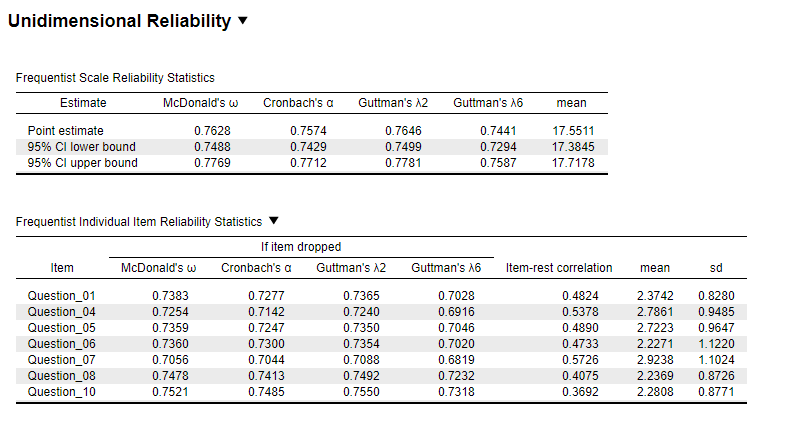 Unidimensional Reliability ▼
Frequentist Scale Reliability Statistics
Estimate McDonald's ω Cronbach's α Guttman's λ2 Guttman's λ6 mean
Point estimate 0.7628 0.7574 0.7646 0.7441 17.5511
95% CI lower bound 0.7488 0.7429 0.7499 0.7294 17.3845
95% CI upper bound 0.7769 0.7712 0.7781 0.7587 17.7178
Frequentist Individual Item Reliability Statistics ▼
If item dropped
Item McDonald's ω Cronbach's α Guttman's λ2 Guttman's λ6 Item-rest correlation mean sd
Question_01 0.7383 0.7277 0.7365 0.7028 0.4824 2.3742 0.8280
Question_04 0.7254 0.7142 0.7240 0.6916 0.5378 2.7861 0.9485
Question_05 0.7359 0.7247 0.7350 0.7046 0.4890 2.7223 0.9647
Question_06 0.7360 0.7300 0.7354 0.7020 0.4733 2.2271 1.1220
Question_07 0.7056 0.7044 0.7088 0.6819 0.5726 2.9238 1.1024
Question_08 0.7478 0.7413 0.7492 0.7232 0.4075 2.2369 0.8726
Question_10 0.7521 0.7485 0.7550 0.7318 0.3692 2.2808 0.8771